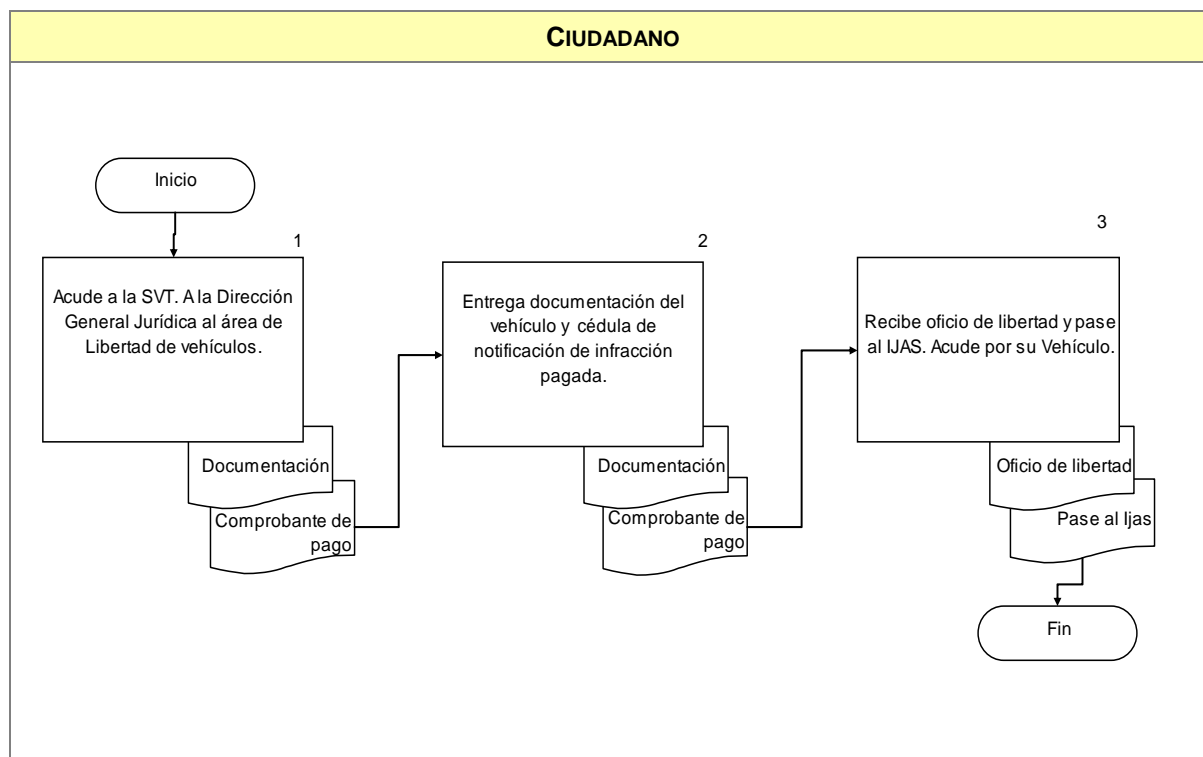 CIUDADANO
Inicio
1
Acude a la SVT. A la Dirección
General Jurídica al área de
Libertad de vehículos.
Documentación
Comprobante de
pago
2
Entrega documentación del
vehículo y cédula de
notificación de infracción
pagada.
Documentación
Comprobante de
pago
3
Recibe oficio de libertad y pase
al IJAS. Acude por su Vehículo.
Oficio de libertad
Pase al Ijas
Fin